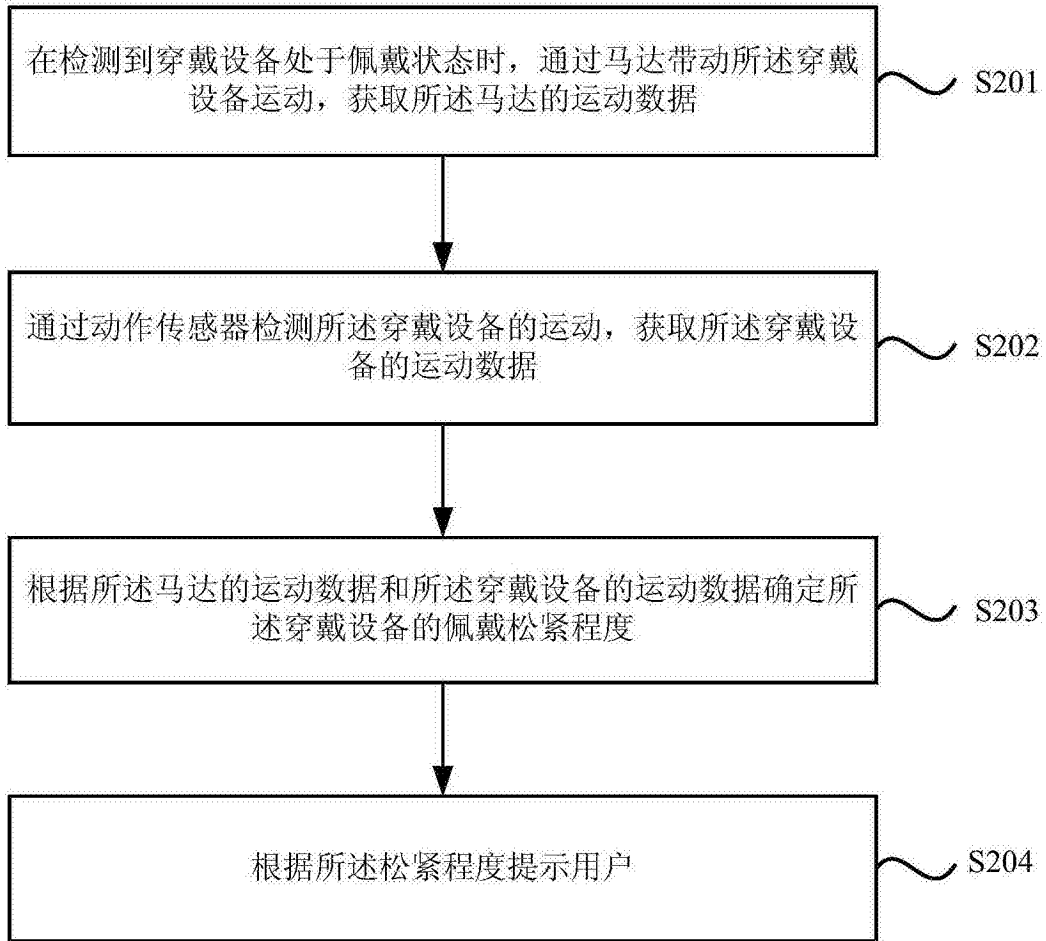 在检测到穿戴设备处于佩戴状态时，通过马达带动所述穿戴
设备运动，获取所述马达的运动数据
S201
通过动作传感器检测所述穿戴设备的运动，获取所述穿戴设
备的运动数据
S202
根据所述马达的运动数据和所述穿戴设备的运动数据确定所
述穿戴设备的佩戴松紧程度
S203
根据所述松紧程度提示用户
S204